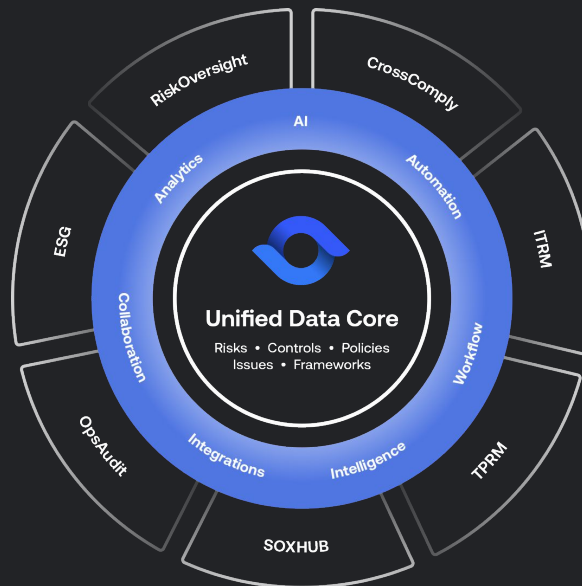 RiskOversight
CrossComply
ITRM
TPRM
SOXHUB
OpsAudit
ESG
AI
Automation
Workflow
Intelligence
Integrations
Collaboration
Analytics
Unified Data Core
Risks • Controls • Policies
Issues • Frameworks